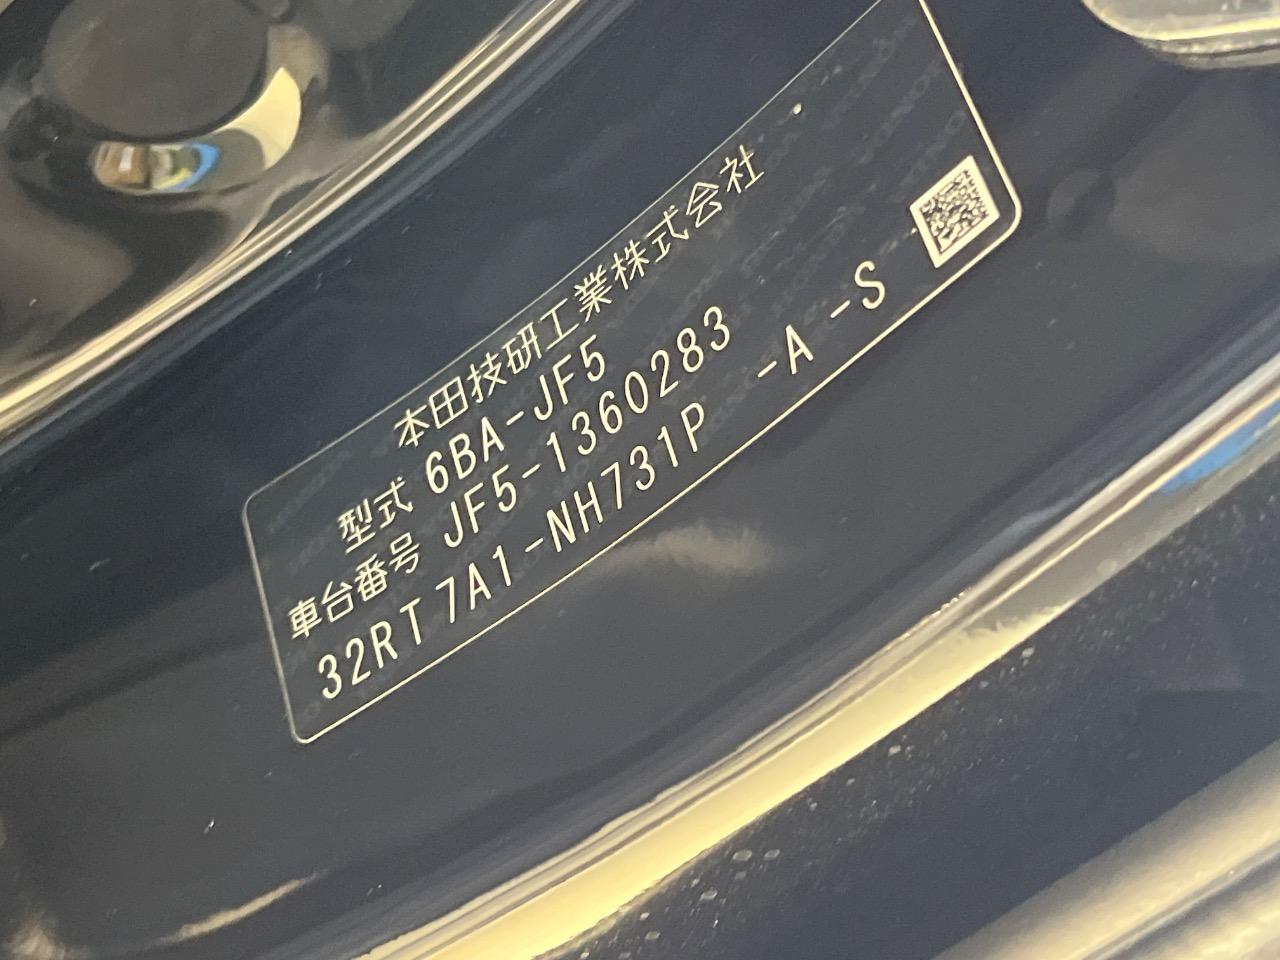 本田技研工業株式会社
型式 6BA-JF5
車台番号 JF5-1360283
32RT 7A1-NH731P -A -S